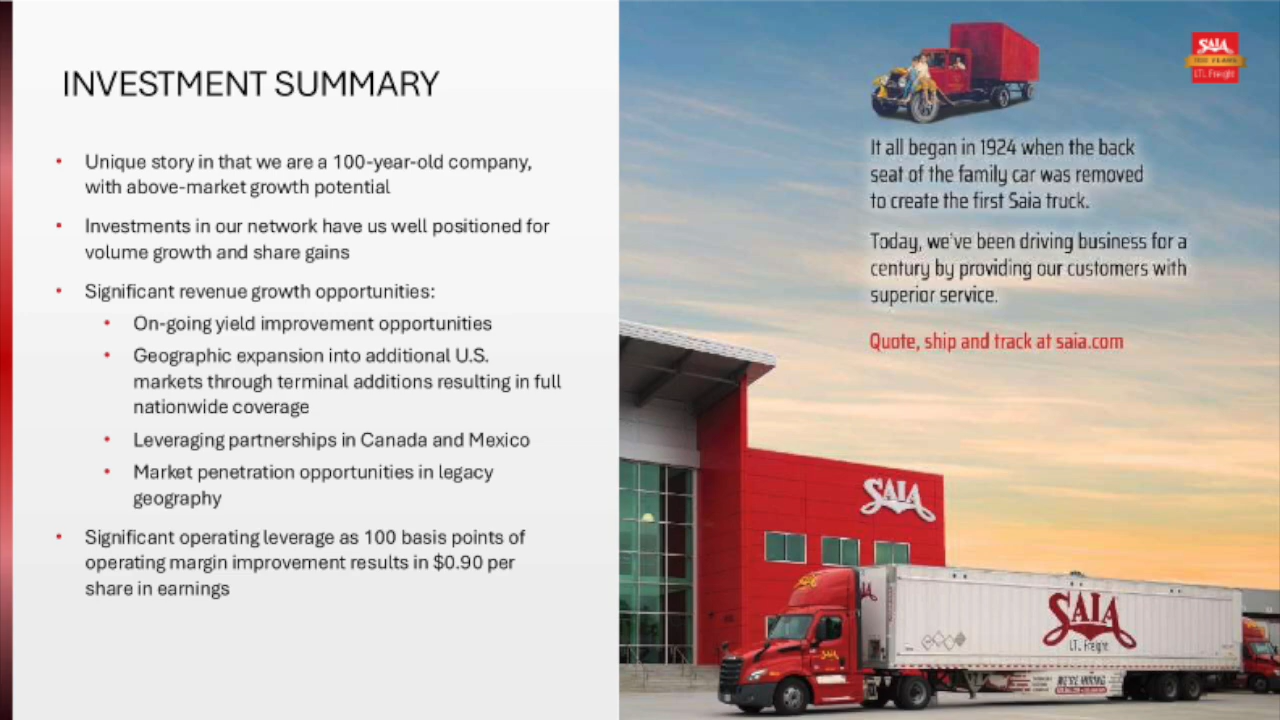 INVESTMENT SUMMARY
• Unique story in that we are a 100-year-old company,
with above-market growth potential
• Investments in our network have us well positioned for
volume growth and share gains
• Significant revenue growth opportunities:
• On-going yield improvement opportunities
• Geographic expansion into additional U.S.
markets through terminal additions resulting in full
nationwide coverage
• Leveraging partnerships in Canada and Mexico
• Market penetration opportunities in legacy
geography
• Significant operating leverage as 100 basis points of
operating margin improvement results in $0.90 per
share in earnings
SAIA
100 YEARS
LTL Freight
It all began in 1924 when the back
seat of the family car was removed
to create the first Saia truck.
Today, we've been driving business for a
century by providing our customers with
superior service.
Quote, ship and track at saia.com
SAIA
SAIA
LTL Freight
SAIA
WE'RE HIRING